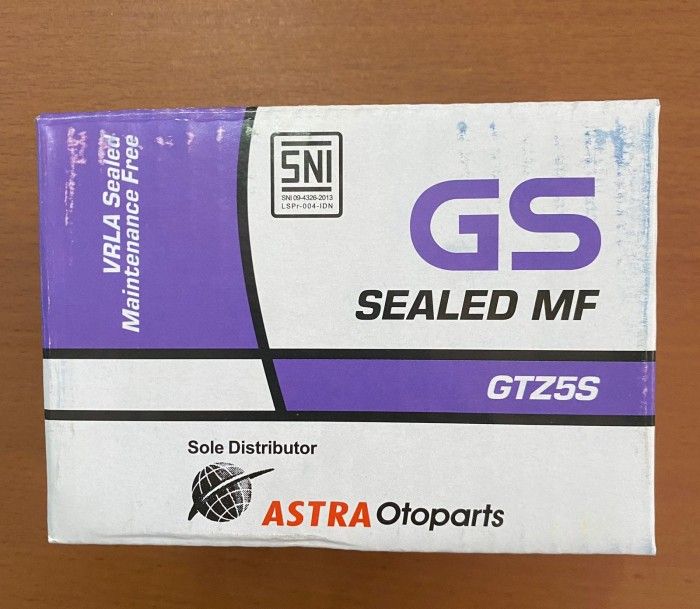 VRLA Sealed
Maintenance Free
SNI
SNI 09-4326-2013
LSPr-004-IDN
GS
SEALED MF
GTZ5S
Sole Distributor
ASTRA Otoparts